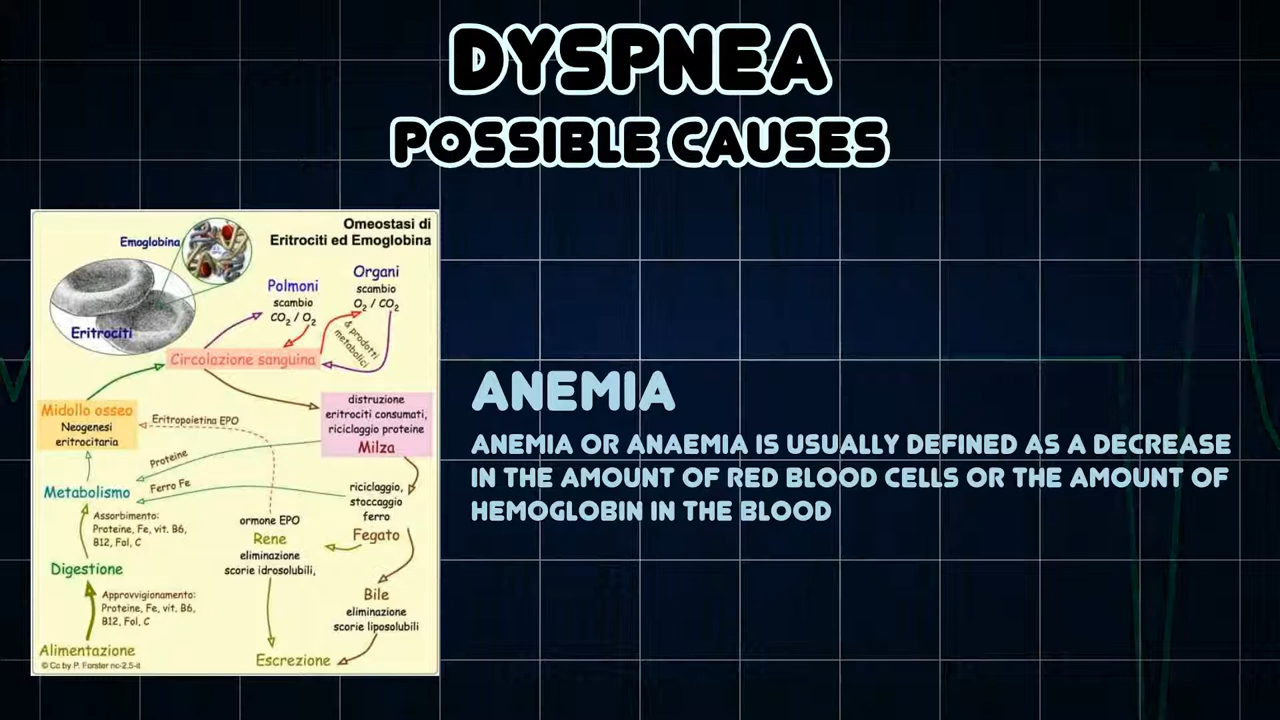 DYSPNEA
POSSIBLE CAUSES
Omeostasi di
Eritrociti ed Emoglobina
Emoglobina
Eritrociti
Polmoni
scambio
CO₂ / O₂
Organi
scambio
O₂ / CO₂
& prodotti
metabolici
Circolazione sanguina
Midollo osseo
Neogenesi
eritrocitaria
Eritropoietina EPO
distruzione
eritrociti consumati,
riciclaggio proteine
Milza
Proteine
Ferro Fe
Metabolismo
Assorbimento:
Proteine, Fe, vit. B6,
B12, Fol, C
riciclaggio,
stoccaggio
ferro
Fegato
ormone EPO
Rene
eliminazione
scorie idrosolubili,
Digestione
Approvvigionamento:
Proteine, Fe, vit. B6,
B12, Fol, C
Bile
eliminazione
scorie liposolubili
Alimentazione
Escrezione
© Cc by P. Forster nc-2.5-it
ANEMIA
ANEMIA OR ANAEMIA IS USUALLY DEFINED AS A DECREASE
IN THE AMOUNT OF RED BLOOD CELLS OR THE AMOUNT OF
HEMOGLOBIN IN THE BLOOD